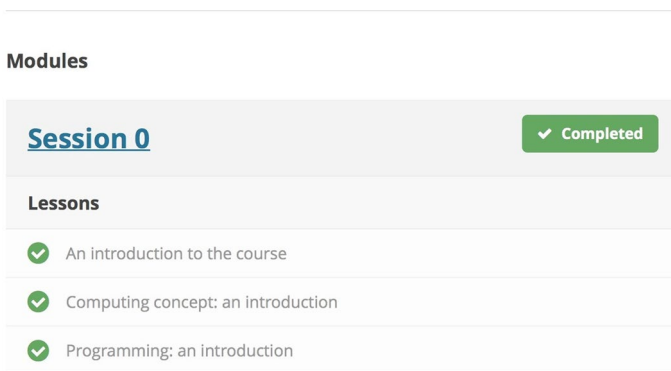 Modules
Session 0
Completed
Lessons
An introduction to the course
Computing concept: an introduction
Programming: an introduction